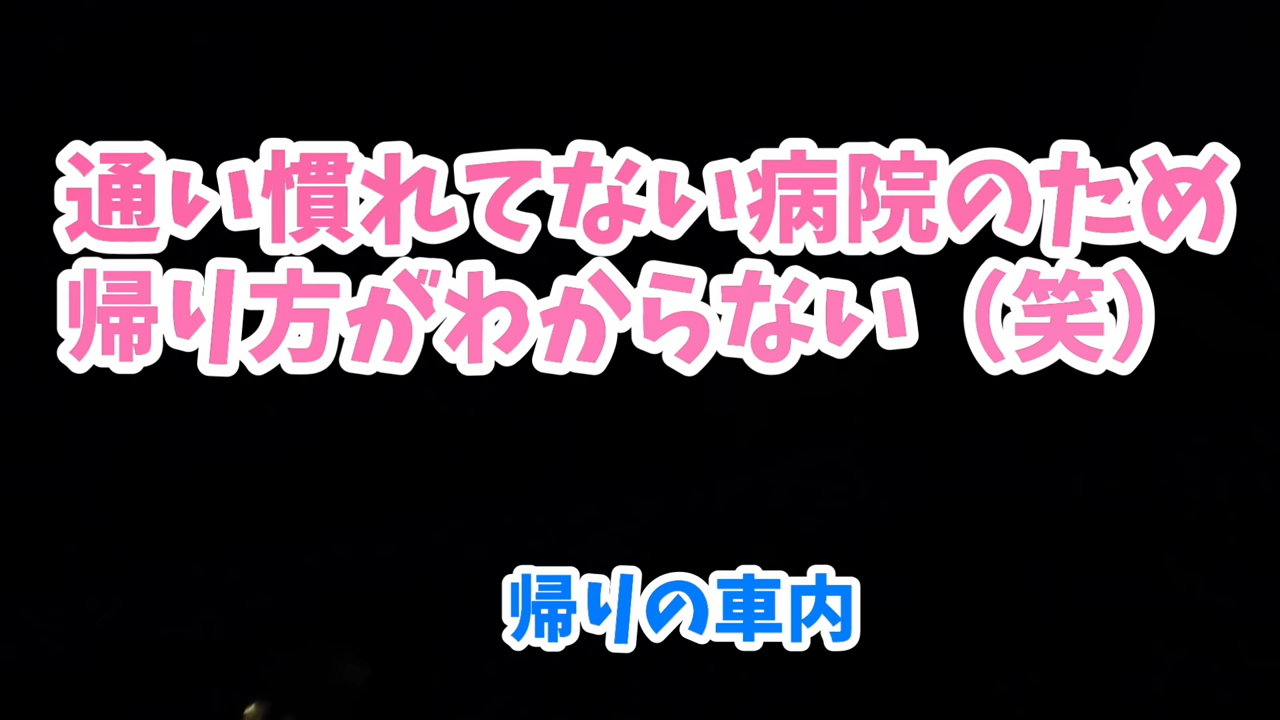 通い慣れてない病院のため
帰り方がわからない（笑）
帰りの車内